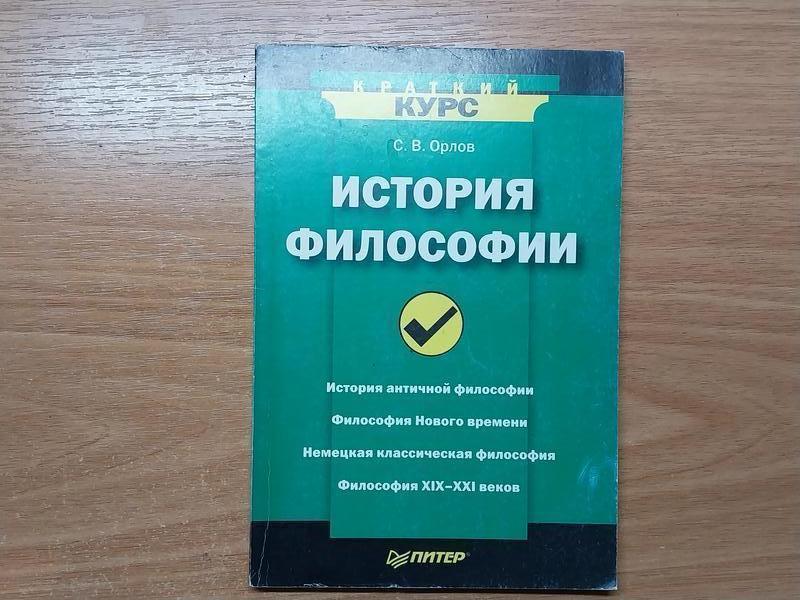 КРАТКИЙ
КУРС
С. В. Орлов
ИСТОРИЯ
ФИЛОСОФИИ
История античной философии
Философия Нового времени
Немецкая классическая философия
Философия XIX–XXI веков
ПИТЕР®